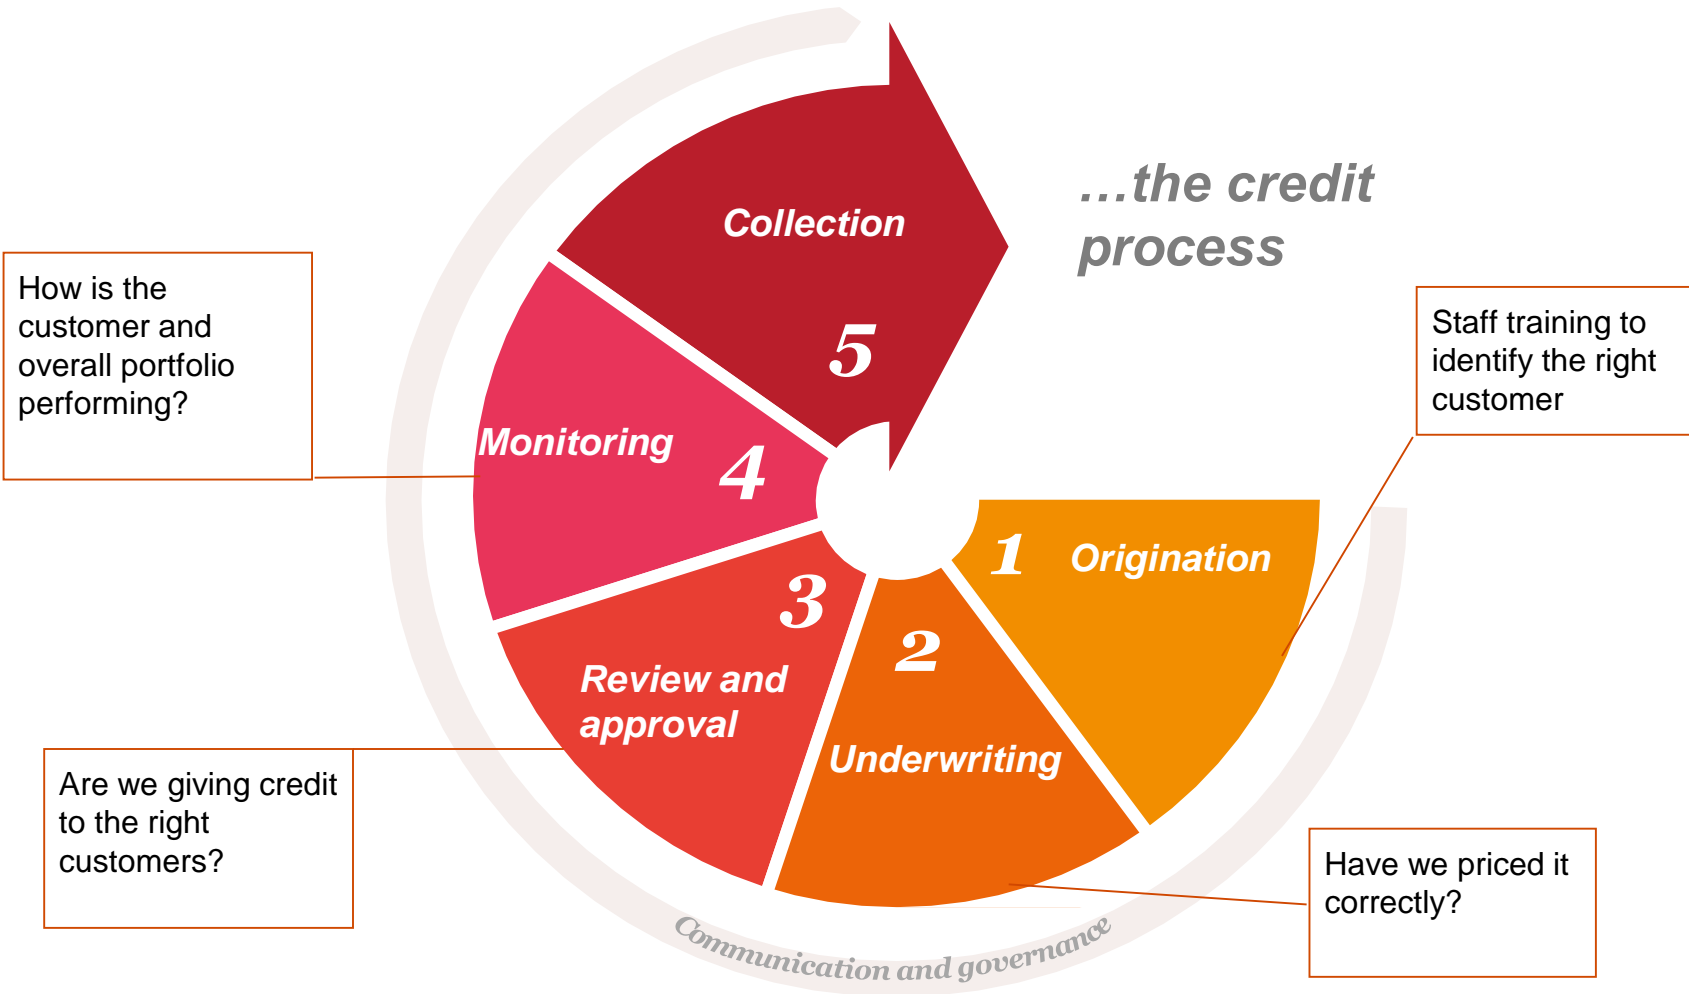 …the credit
process
Collection
5
How is the
customer and
overall portfolio
performing?
Staff training to
identify the right
customer
Monitoring
4
1
Origination
3
2
Review and
approval
Underwriting
Are we giving credit
to the right
customers?
Have we priced it
correctly?
Communication and governance